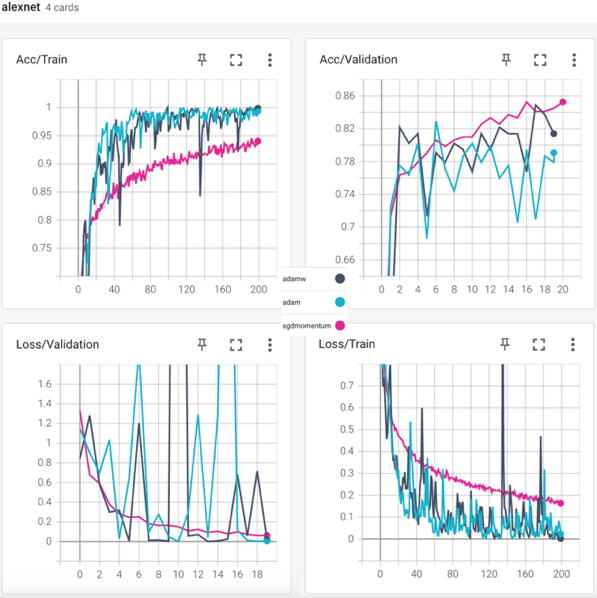 alexnet 4 cards
Acc/Train
1
0.95
0.9
0.85
0.8
0.75
0 40 80 120 160 200
Acc/Validation
0.86
0.82
0.78
0.74
0.7
0.66
0 2 4 6 8 10 12 14 16 18 20
adamw
adam
sgdmomentum
Loss/Validation
1.6
1.4
1.2
1
0.8
0.6
0.4
0.2
0
0 2 4 6 8 10 12 14 16 18
Loss/Train
0.7
0.6
0.5
0.4
0.3
0.2
0.1
0
0 40 80 120 160 200